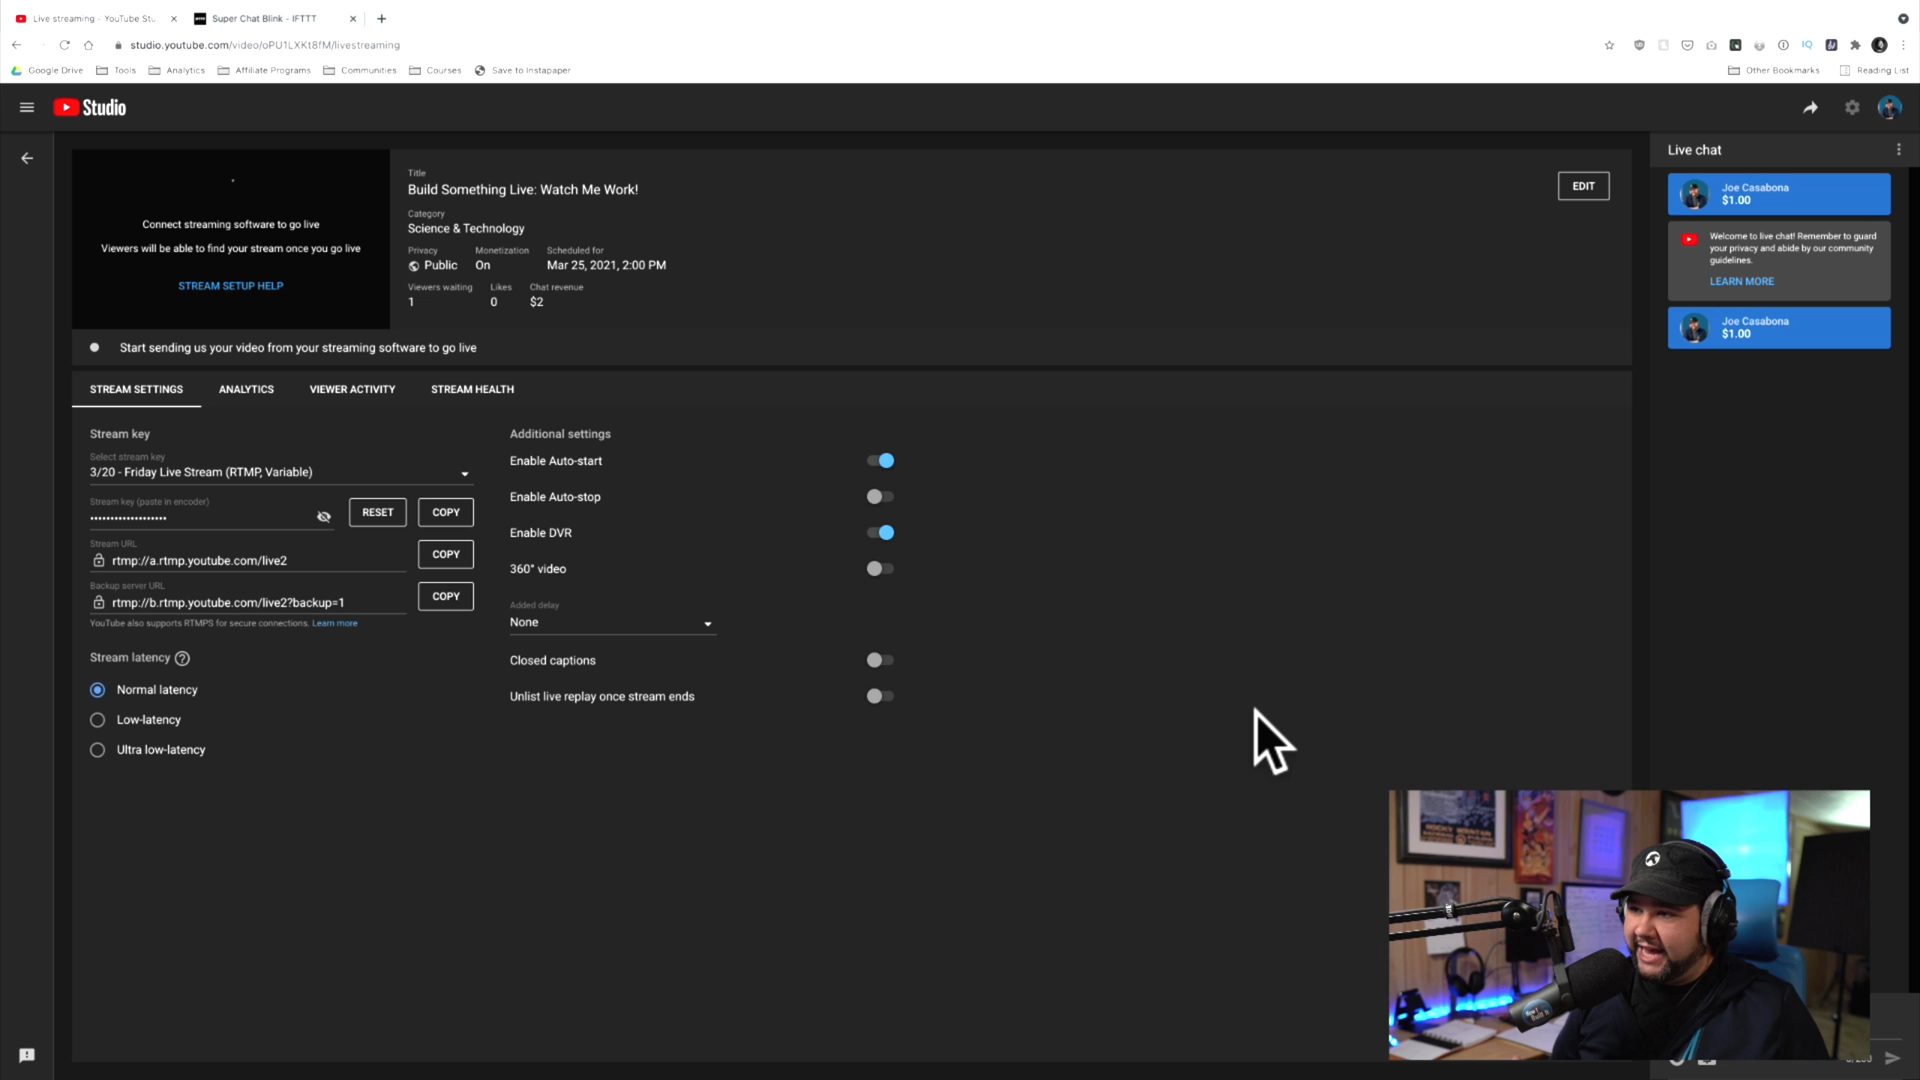 Live streaming - YouTube Stu
Super Chat Blink - IFTTT
studio.youtube.com/video/oPU1LXKt8fM/livestreaming
IQ
Google Drive
Tools
Analytics
Affiliate Programs
Communities
Courses
Save to Instapaper
Other Bookmarks
Reading List
Studio
Connect streaming software to go live
Viewers will be able to find your stream once you go live
STREAM SETUP HELP
Title
Build Something Live: Watch Me Work!
Category
Science & Technology
Privacy
Monetization
Scheduled for
Public
On
Mar 25, 2021, 2:00 PM
Viewers waiting
Likes
Chat revenue
1
0
$2
EDIT
Live chat
Joe Casabona
$1.00
Welcome to live chat! Remember to guard
your privacy and abide by our community
guidelines.
LEARN MORE
Joe Casabona
$1.00
Start sending us your video from your streaming software to go live
STREAM SETTINGS
ANALYTICS
VIEWER ACTIVITY
STREAM HEALTH
Stream key
Select stream key
3/20 - Friday Live Stream (RTMP, Variable)
Stream key (paste in encoder)
•••••••••••••••••••
RESET
COPY
Stream URL
rtmp://a.rtmp.youtube.com/live2
COPY
Backup server URL
rtmp://b.rtmp.youtube.com/live2?backup=1
COPY
YouTube also supports RTMPS for secure connections. Learn more
Stream latency
Normal latency
Low-latency
Ultra low-latency
Additional settings
Enable Auto-start
Enable Auto-stop
Enable DVR
360° video
Added delay
None
Closed captions
Unlist live replay once stream ends
ROCKY MOUNTAIN
How I
Built It